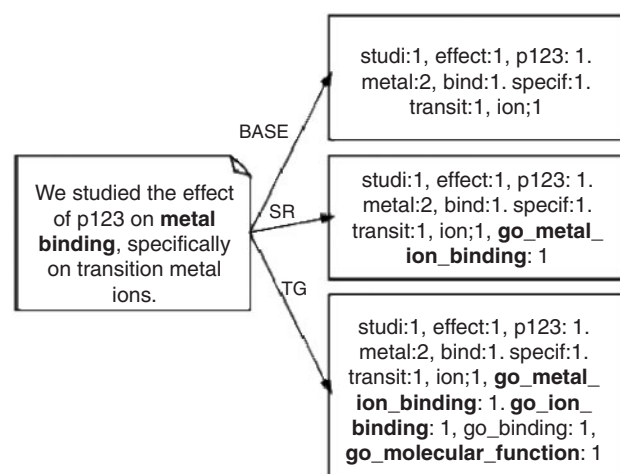 studi:1, effect:1, p123: 1.
metal:2, bind:1. specif:1.
transit:1, ion;1
BASE
We studied the effect
of p123 on metal
binding, specifically
on transition metal
ions.
SR
studi:1, effect:1, p123: 1.
metal:2, bind:1. specif:1.
transit:1, ion;1, go_metal_
ion_binding: 1
TG
studi:1, effect:1, p123: 1.
metal:2, bind:1. specif:1.
transit:1, ion;1, go_metal_
ion_binding: 1. go_ion_
binding: 1, go_binding: 1,
go_molecular_function: 1